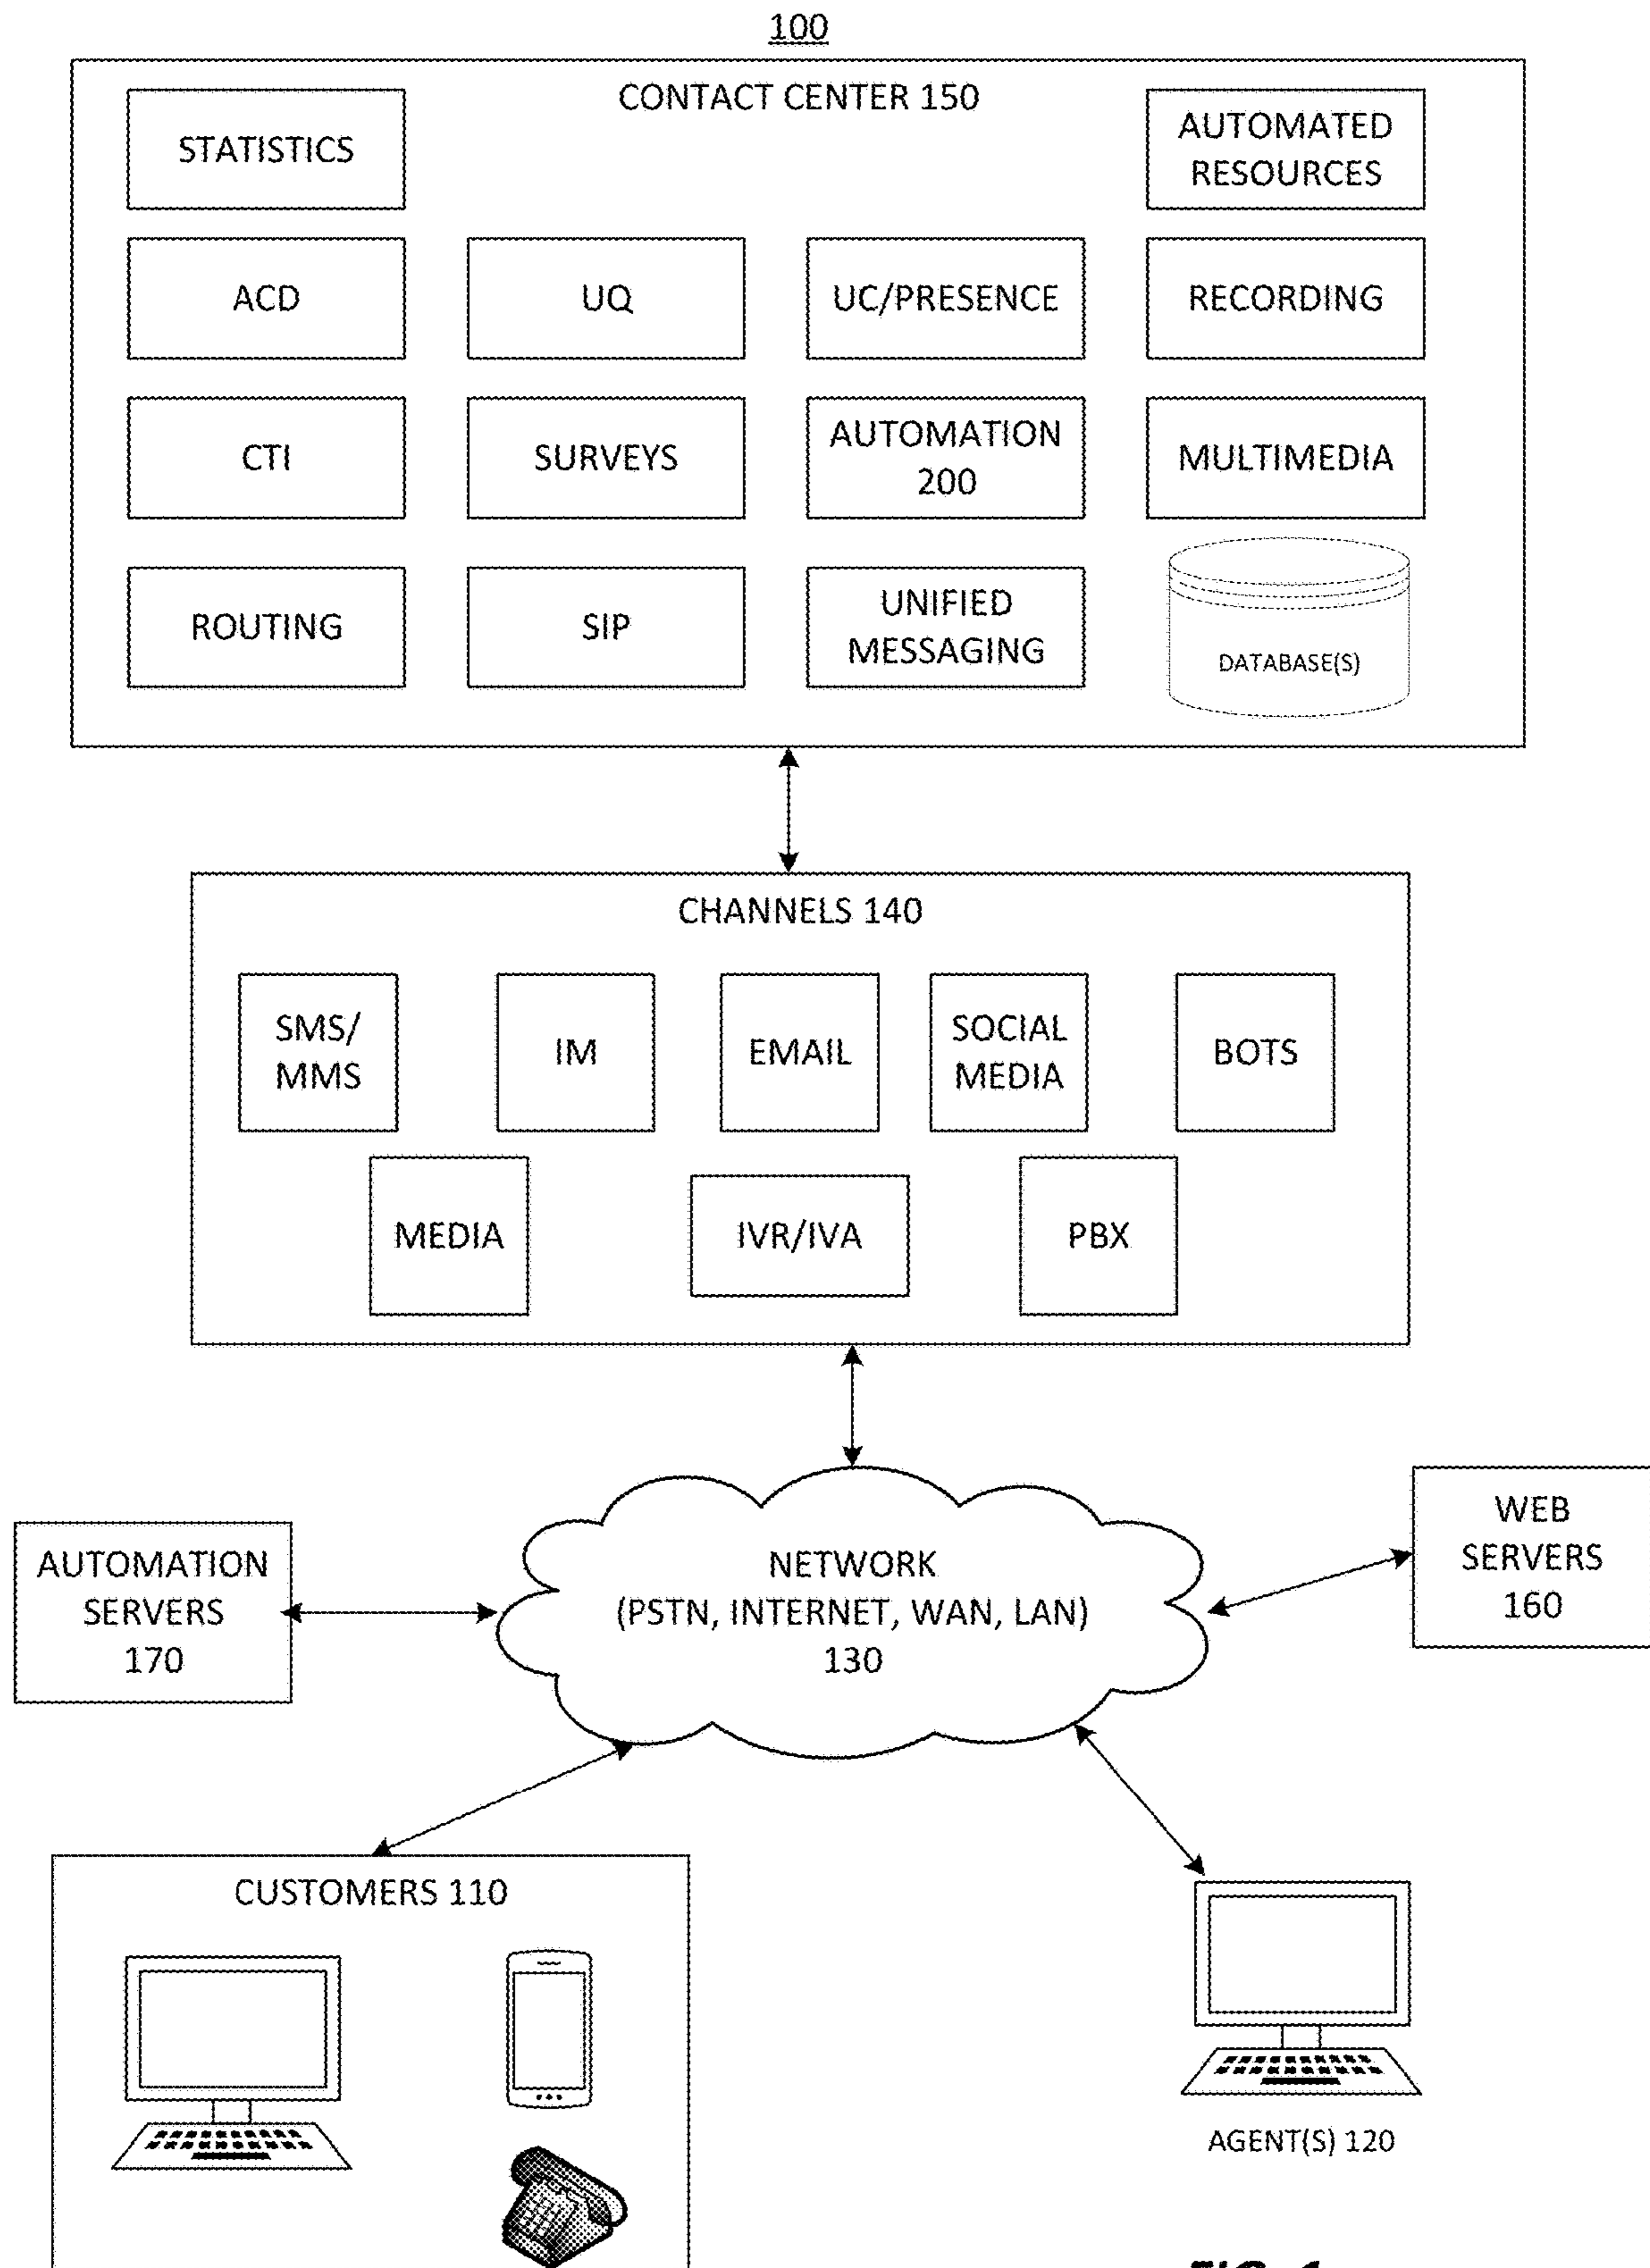 100
CONTACT CENTER 150
STATISTICS
AUTOMATED
RESOURCES
ACD
UQ
UC/PRESENCE
RECORDING
CTI
SURVEYS
AUTOMATION
200
MULTIMEDIA
ROUTING
SIP
UNIFIED
MESSAGING
DATABASE(S)
CHANNELS 140
SMS/
MMS
IM
EMAIL
SOCIAL
MEDIA
BOTS
MEDIA
IVR/IVA
PBX
NETWORK
(PSTN, INTERNET, WAN, LAN)
130
AUTOMATION
SERVERS
170
WEB
SERVERS
160
CUSTOMERS 110
AGENT(S) 120